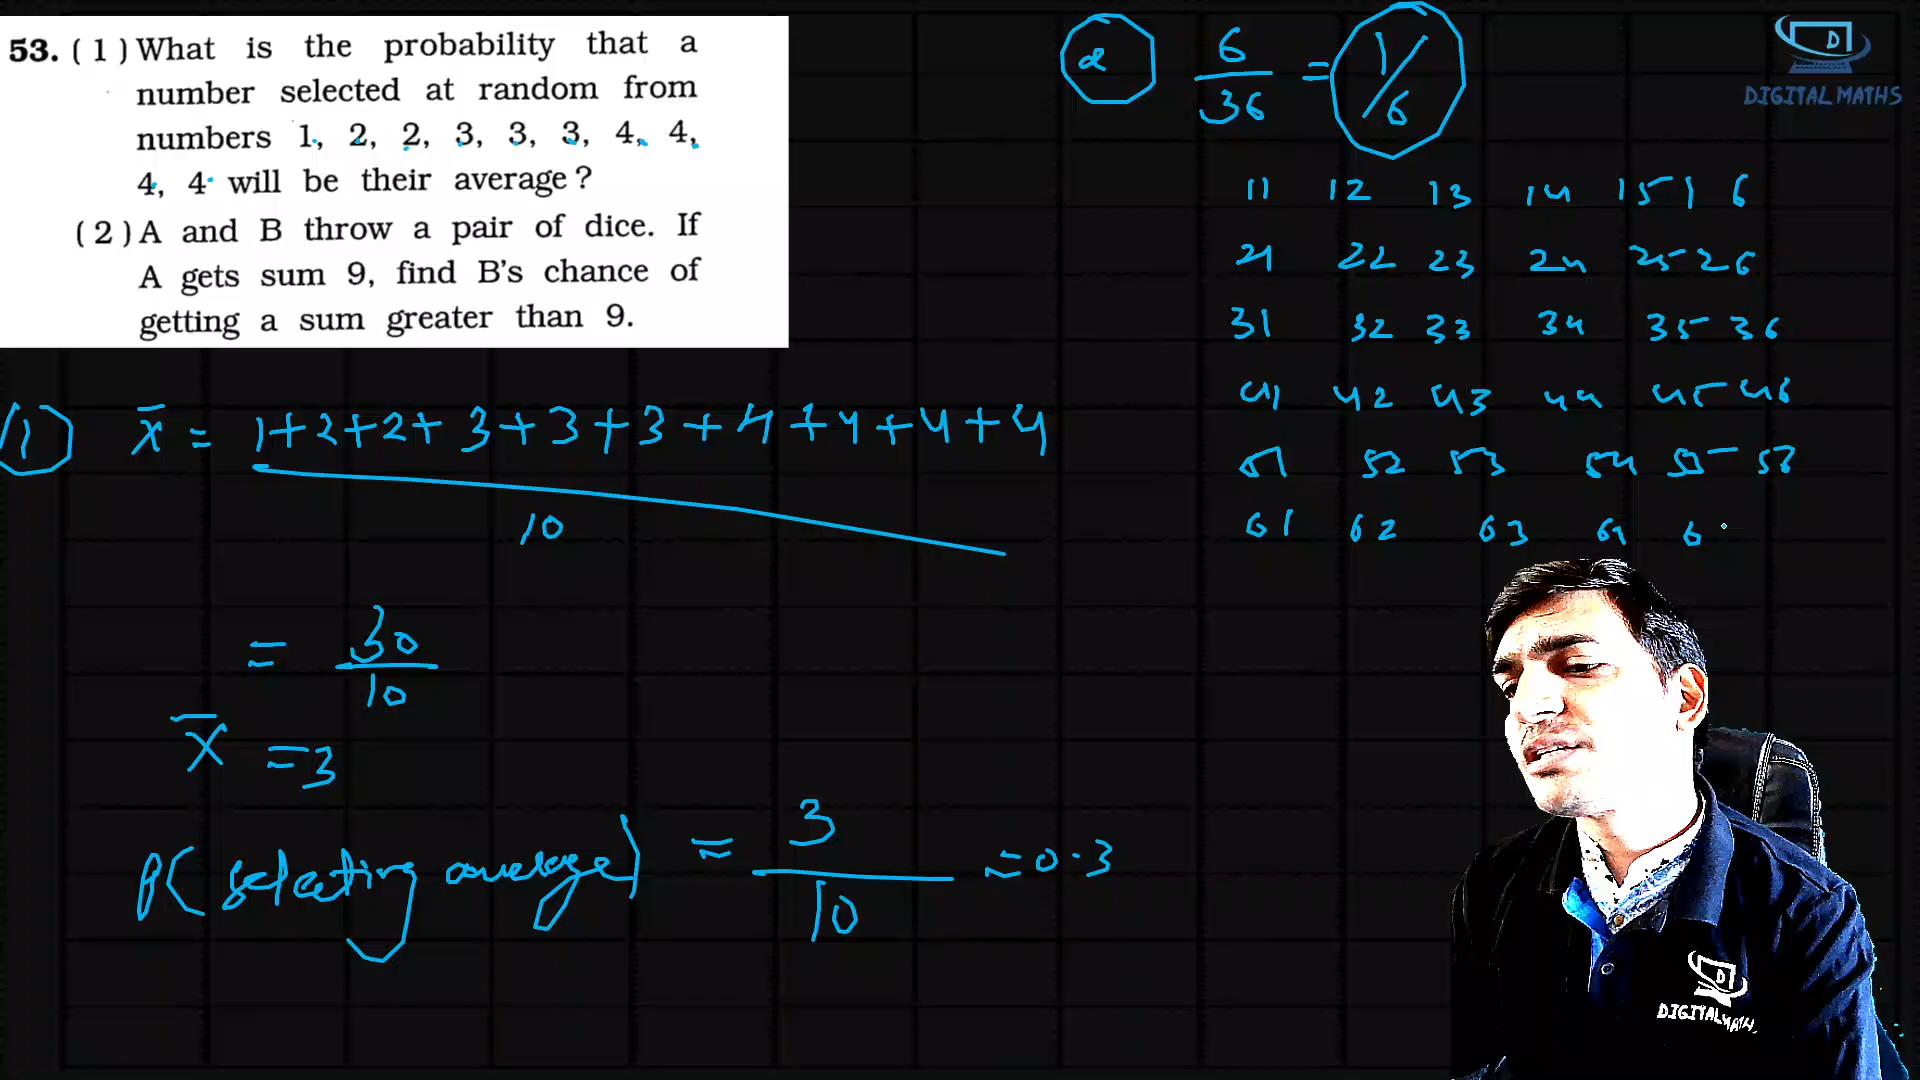 53. ( 1 ) What is the probability that a
number selected at random from
numbers 1, 2, 2, 3, 3, 3, 4, 4,
4, 4 will be their average ?
( 2 ) A and B throw a pair of dice. If
A gets sum 9, find B's chance of
getting a sum greater than 9.
2 6/36 = 1/6
DIGITAL MATHS
11 12 13 14 15 1 6
21 22 23 24 25 26
31 32 33 34 35 36
41 42 43 44 45 46
51 52 53 54 55
61 62 63 64 6
(1) x̄ = 1+2+2+3+3+3+4+4+4+4
10
= 30
10
x̄ = 3
P( selecting average) = 3/10 = 0.3
DIGITAL MATH